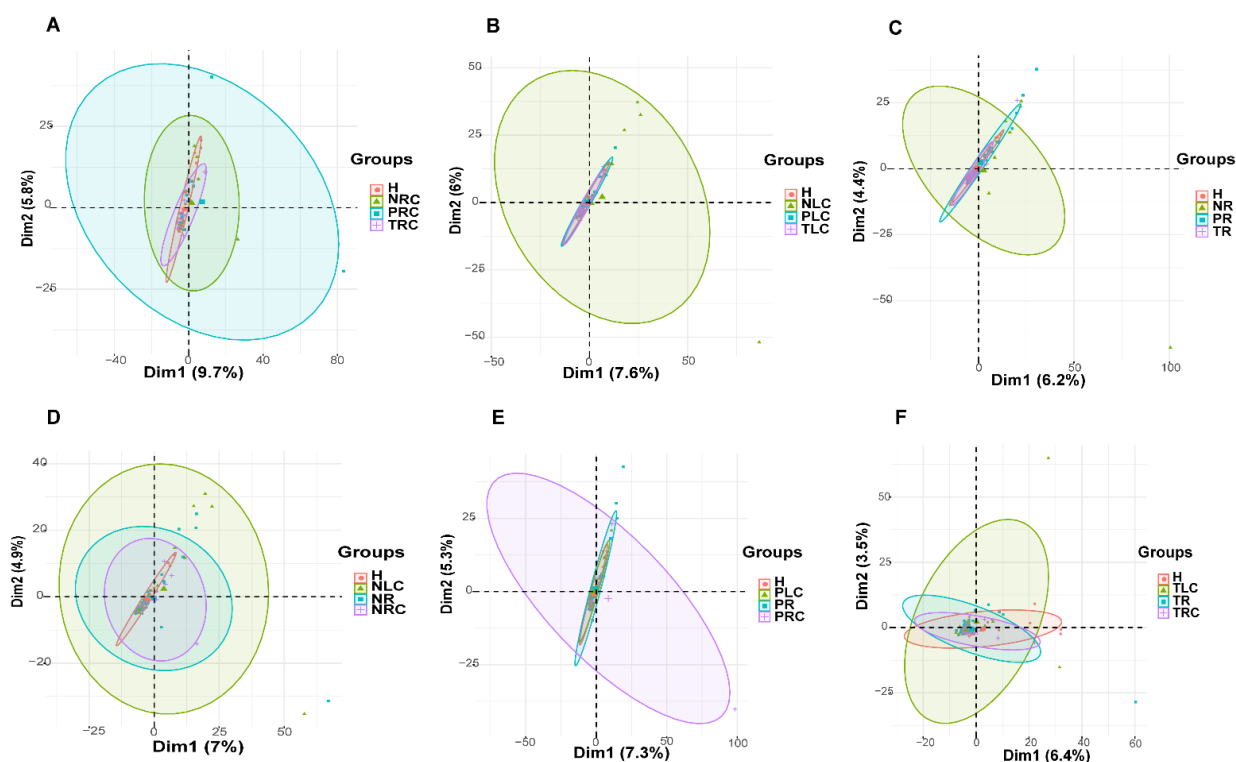 A
Dim2 (5.8%)
25
0
−25
−40
0
40
80
Dim1 (9.7%)
Groups
H
NRC
PRC
TRC
B
Dim2 (6%)
50
25
0
−25
−50
−50
0
50
Dim1 (7.6%)
Groups
H
NLC
PLC
TLC
C
Dim2 (4.4%)
25
0
−25
−50
0
50
100
Dim1 (6.2%)
Groups
H
NR
PR
TR
D
Dim2 (4.9%)
40
20
0
−20
−25
0
25
50
Dim1 (7%)
Groups
H
NLC
NR
NRC
E
Dim2 (5.3%)
25
0
−25
−50
0
50
100
Dim1 (7.3%)
Groups
H
PLC
PR
PRC
F
Dim2 (3.5%)
50
25
0
−25
−20
0
20
40
60
Dim1 (6.4%)
Groups
H
TLC
TR
TRC